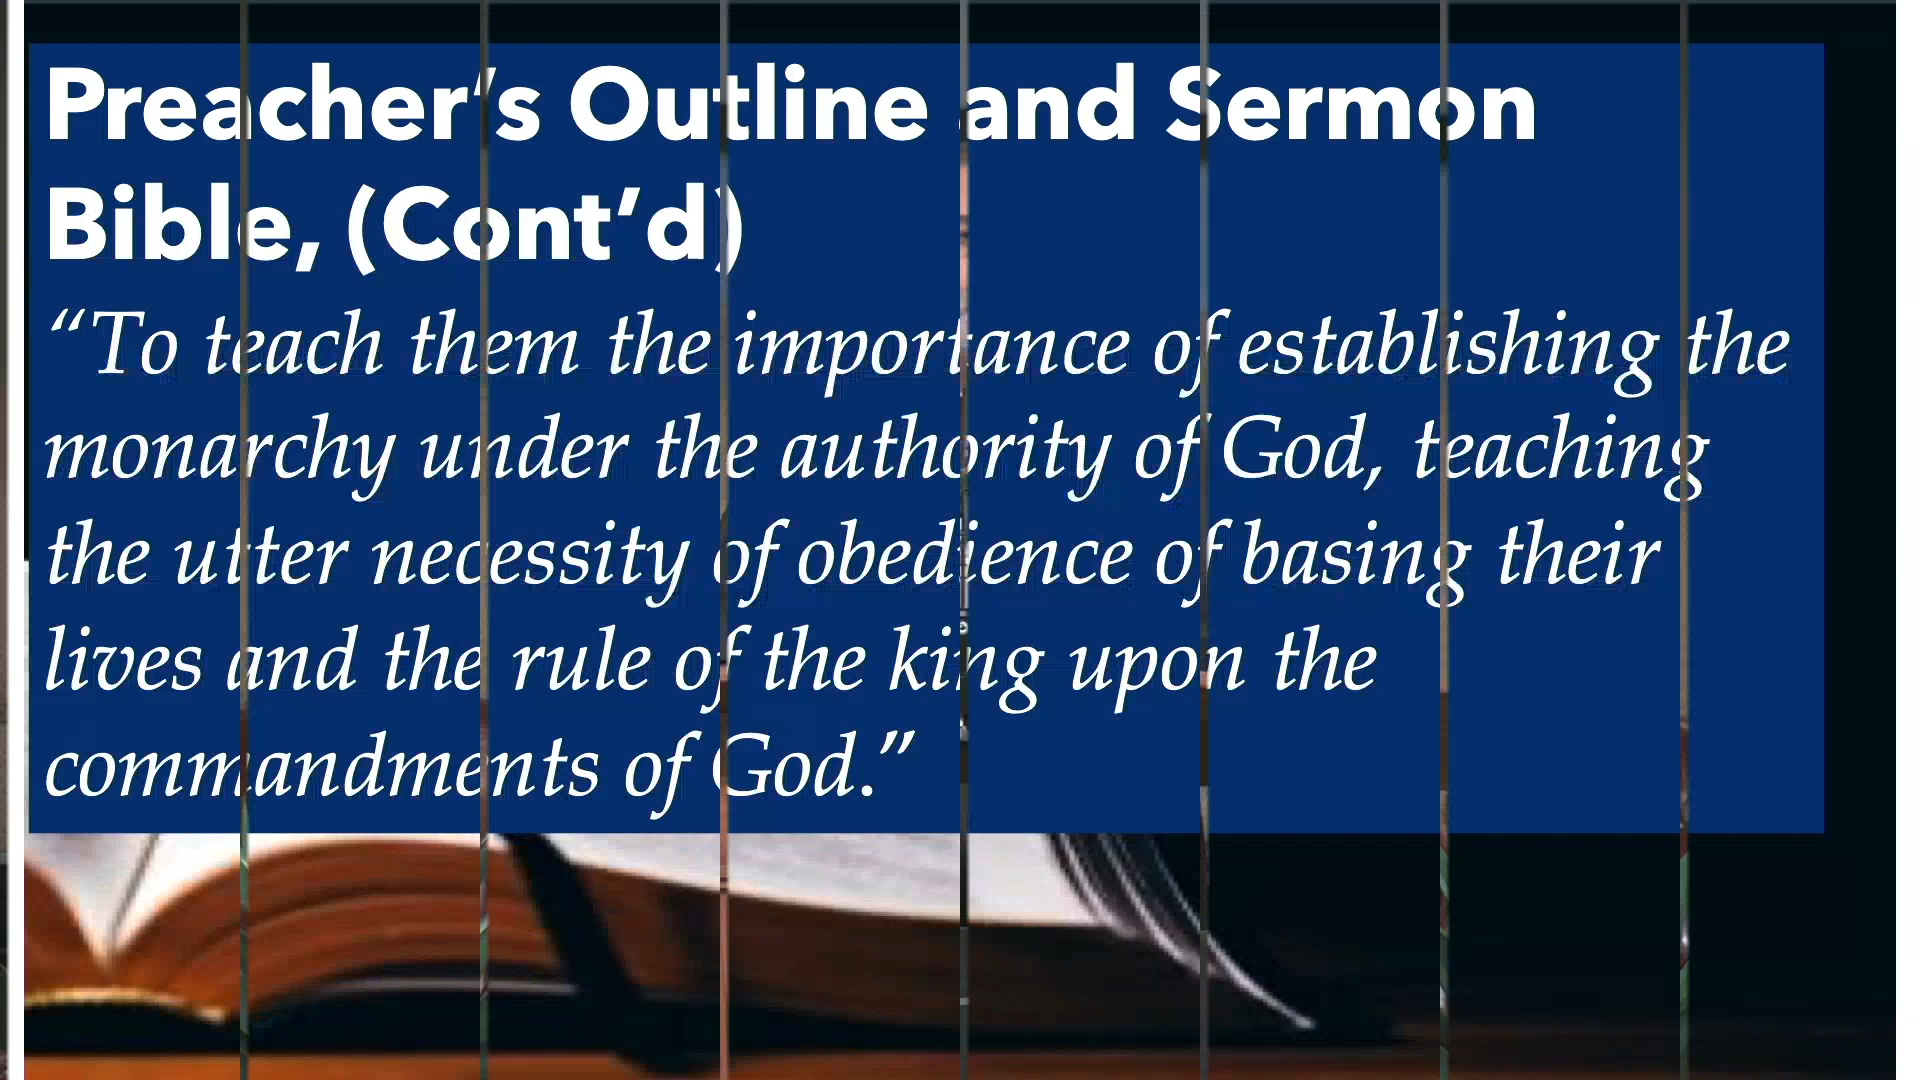 Preacher’s Outline and Sermon
Bible, (Cont’d)
“To teach them the importance of establishing the
monarchy under the authority of God, teaching
the utter necessity of obedience of basing their
lives and the rule of the king upon the
commandments of God.”